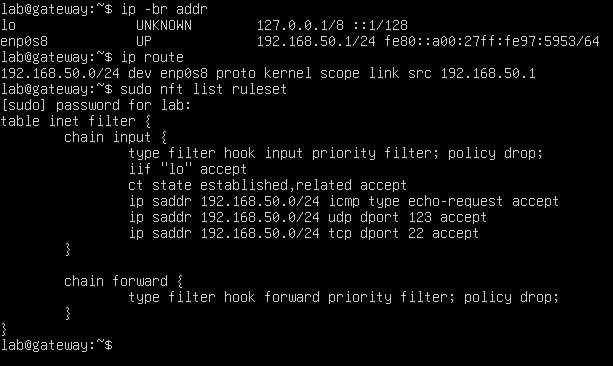 lab@gateway:~$ ip -br addr
lo               UNKNOWN        127.0.0.1/8 ::1/128
enp0s8           UP             192.168.50.1/24 fe80::a00:27ff:fe97:5953/64
lab@gateway:~$ ip route
192.168.50.0/24 dev enp0s8 proto kernel scope link src 192.168.50.1
lab@gateway:~$ sudo nft list ruleset
[sudo] password for lab:
table inet filter {
        chain input {
                type filter hook input priority filter; policy drop;
                iif "lo" accept
                ct state established,related accept
                ip saddr 192.168.50.0/24 icmp type echo-request accept
                ip saddr 192.168.50.0/24 udp dport 123 accept
                ip saddr 192.168.50.0/24 tcp dport 22 accept
        }

        chain forward {
                type filter hook forward priority filter; policy drop;
        }
}
lab@gateway:~$